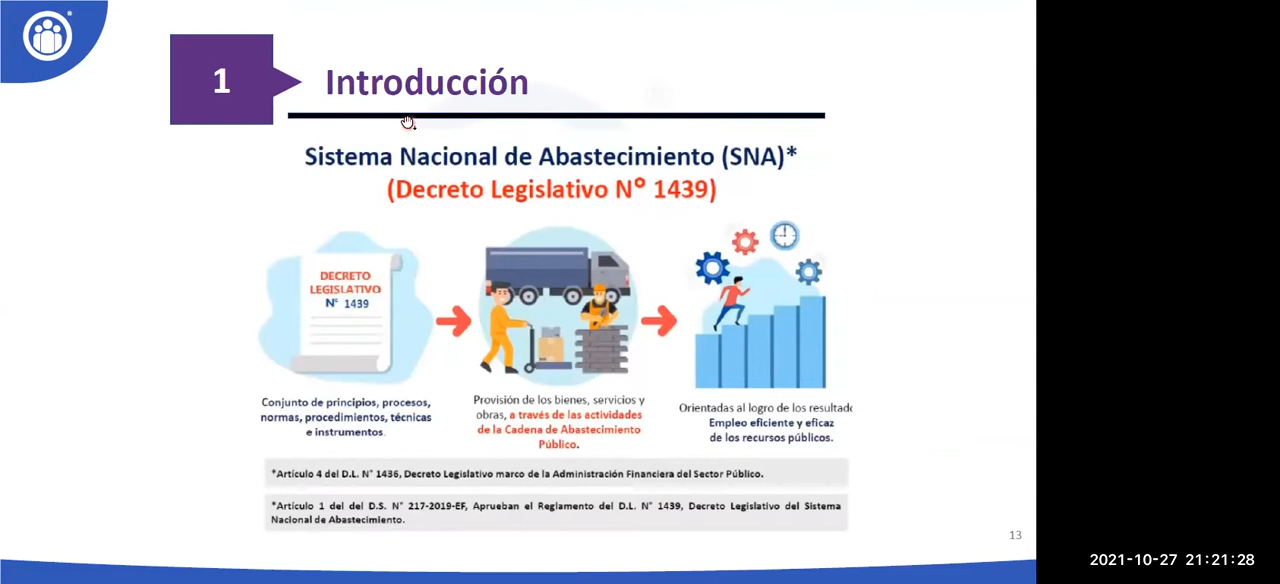 1
Introducción
Sistema Nacional de Abastecimiento (SNA)*
(Decreto Legislativo N° 1439)
DECRETO
LEGISLATIVO
N° 1439
Conjunto de principios, procesos,
normas, procedimientos, técnicas
e instrumentos.
Provisión de los bienes, servicios y
obras, a través de las actividades
de la Cadena de Abastecimiento
Público.
Orientadas al logro de los resultado
Empleo eficiente y eficaz
de los recursos públicos.
*Artículo 4 del D.L. N° 1436, Decreto Legislativo marco de la Administración Financiera del Sector Público.
*Artículo 1 del del D.S. N° 217-2019-EF, Aprueban el Reglamento del D.L. N° 1439, Decreto Legislativo del Sistema
Nacional de Abastecimiento.
13
2021-10-27 21:21:28